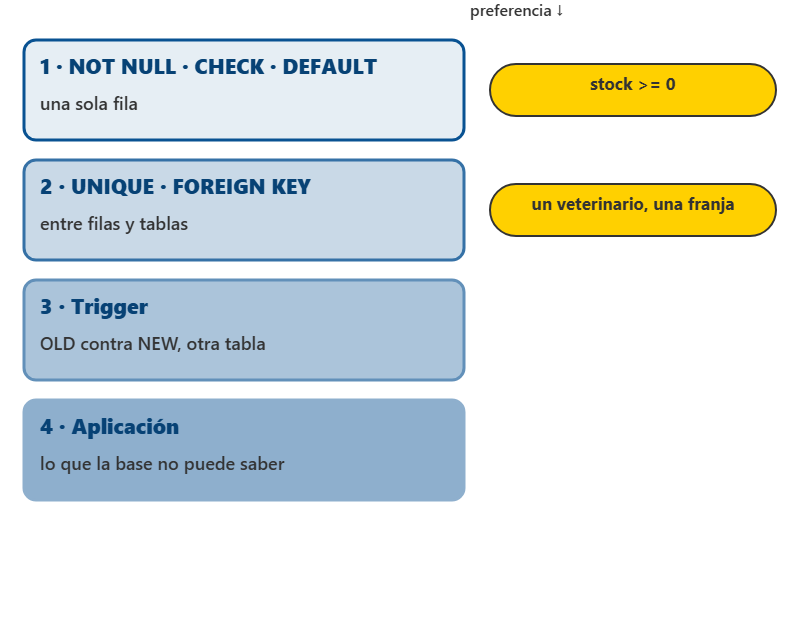 preferencia ↓
1 · NOT NULL · CHECK · DEFAULT
una sola fila
stock >= 0
2 · UNIQUE · FOREIGN KEY
entre filas y tablas
un veterinario, una franja
3 · Trigger
OLD contra NEW, otra tabla
4 · Aplicación
lo que la base no puede saber